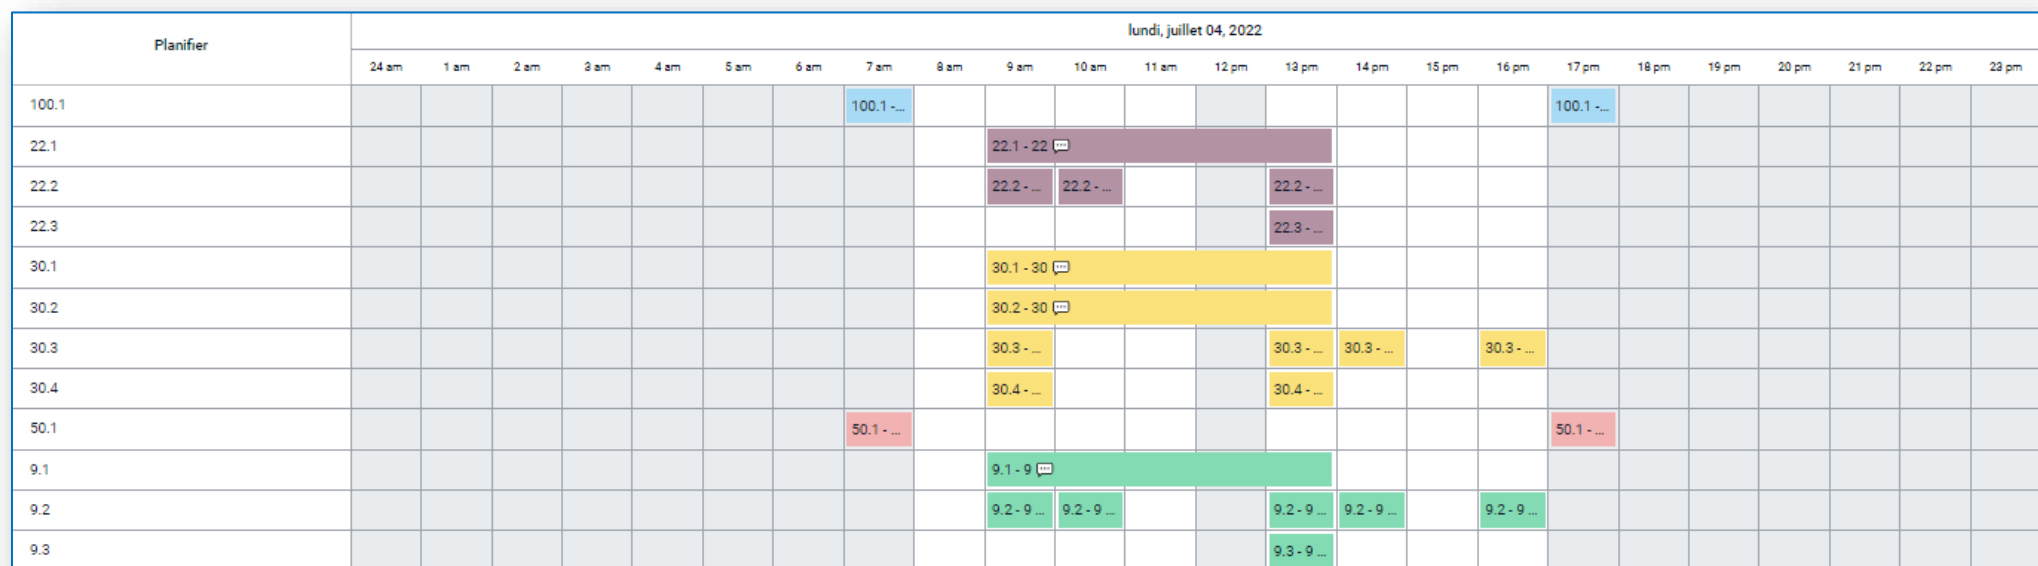 lundi, juillet 04, 2022
Planifier
24 am 1 am 2 am 3 am 4 am 5 am 6 am 7 am 8 am 9 am 10 am 11 am 12 pm 13 pm 14 pm 15 pm 16 pm 17 pm 18 pm 19 pm 20 pm 21 pm 22 pm 23 pm
100.1 100.1 -... 100.1 -...
22.1 22.1 - 22
22.2 22.2 - ... 22.2 - ... 22.2 - ...
22.3 22.3 - ...
30.1 30.1 - 30
30.2 30.2 - 30
30.3 30.3 - ... 30.3 - ... 30.3 - ... 30.3 - ...
30.4 30.4 - ... 30.4 - ...
50.1 50.1 - ... 50.1 - ...
9.1 9.1 - 9
9.2 9.2 - 9 ... 9.2 - 9 ... 9.2 - 9 ... 9.2 - 9 ... 9.2 - 9 ...
9.3 9.3 - 9 ...